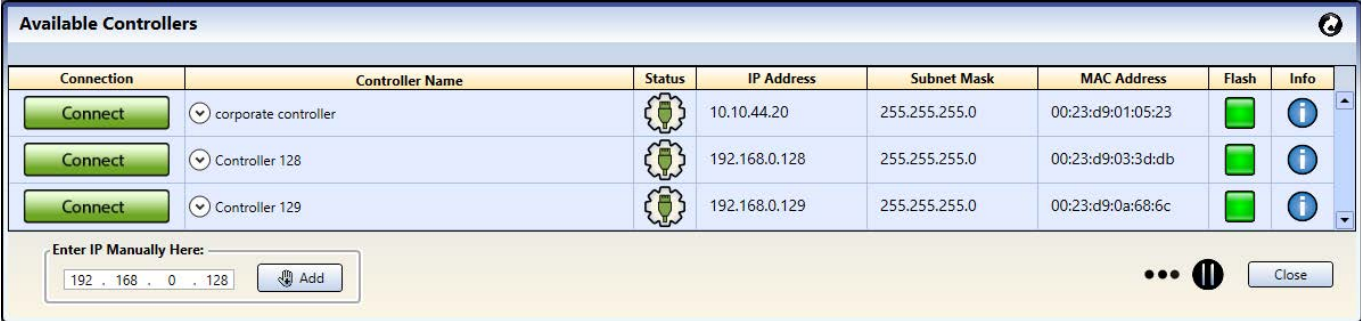 Available Controllers
Connection Controller Name Status IP Address Subnet Mask MAC Address Flash Info
Connect corporate controller 10.10.44.20 255.255.255.0 00:23:d9:01:05:23
Connect Controller 128 192.168.0.128 255.255.255.0 00:23:d9:03:3d:db
Connect Controller 129 192.168.0.129 255.255.255.0 00:23:d9:0a:68:6c
Enter IP Manually Here:
192 . 168 . 0 . 128 Add Close